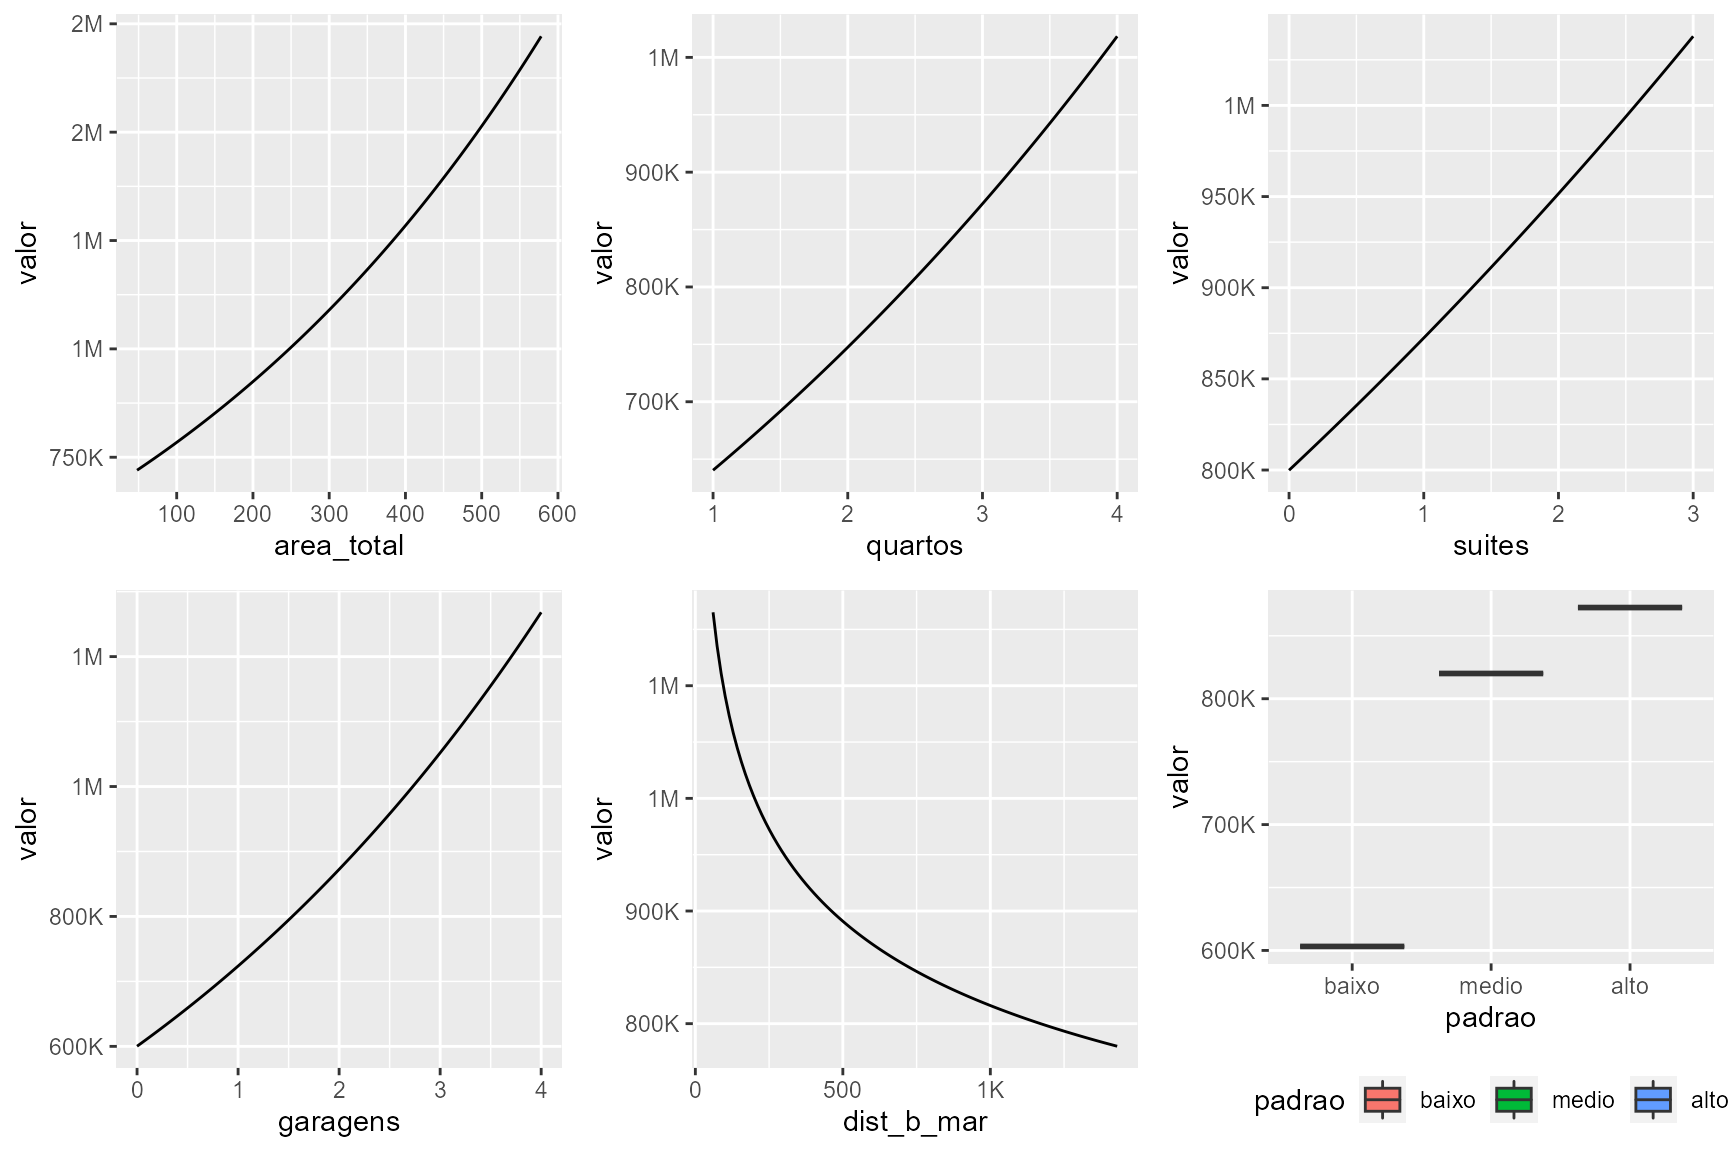 valor
2M
2M
1M
1M
750K
100 200 300 400 500 600
area_total
valor
1M
900K
800K
700K
1 2 3 4
quartos
valor
1M
950K
900K
850K
800K
0 1 2 3
suites
valor
1M
1M
800K
600K
0 1 2 3 4
garagens
valor
1M
1M
900K
800K
0 500 1K
dist_b_mar
valor
800K
700K
600K
baixo medio alto
padrao
padrao baixo medio alto